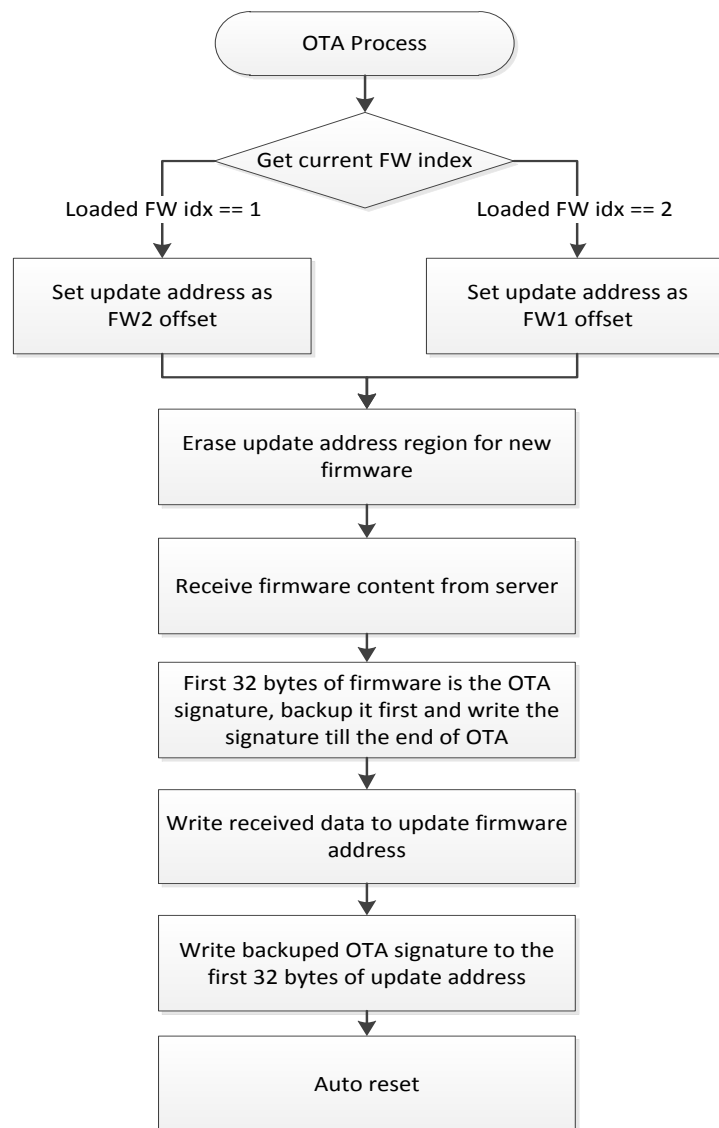 OTA Process
Get current FW index
Loaded FW idx == 1
Loaded FW idx == 2
Set update address as
FW2 offset
Set update address as
FW1 offset
Erase update address region for new
firmware
Receive firmware content from server
First 32 bytes of firmware is the OTA
signature, backup it first and write the
signature till the end of OTA
Write received data to update firmware
address
Write backuped OTA signature to the
first 32 bytes of update address
Auto reset